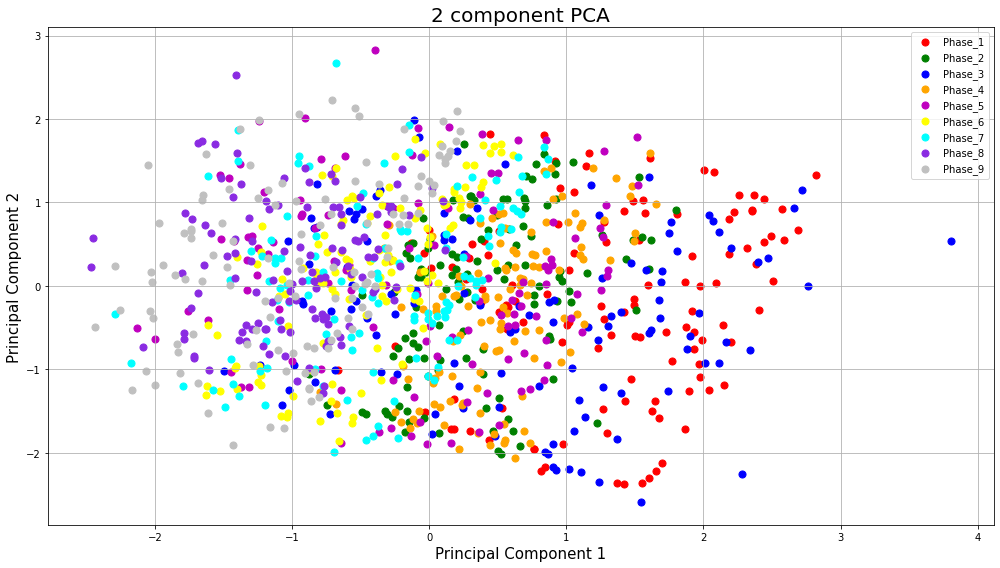 2 component PCA
Principal Component 2
3
2
1
0
−1
−2
−2
−1
0
1
2
3
4
Principal Component 1
Phase_1
Phase_2
Phase_3
Phase_4
Phase_5
Phase_6
Phase_7
Phase_8
Phase_9